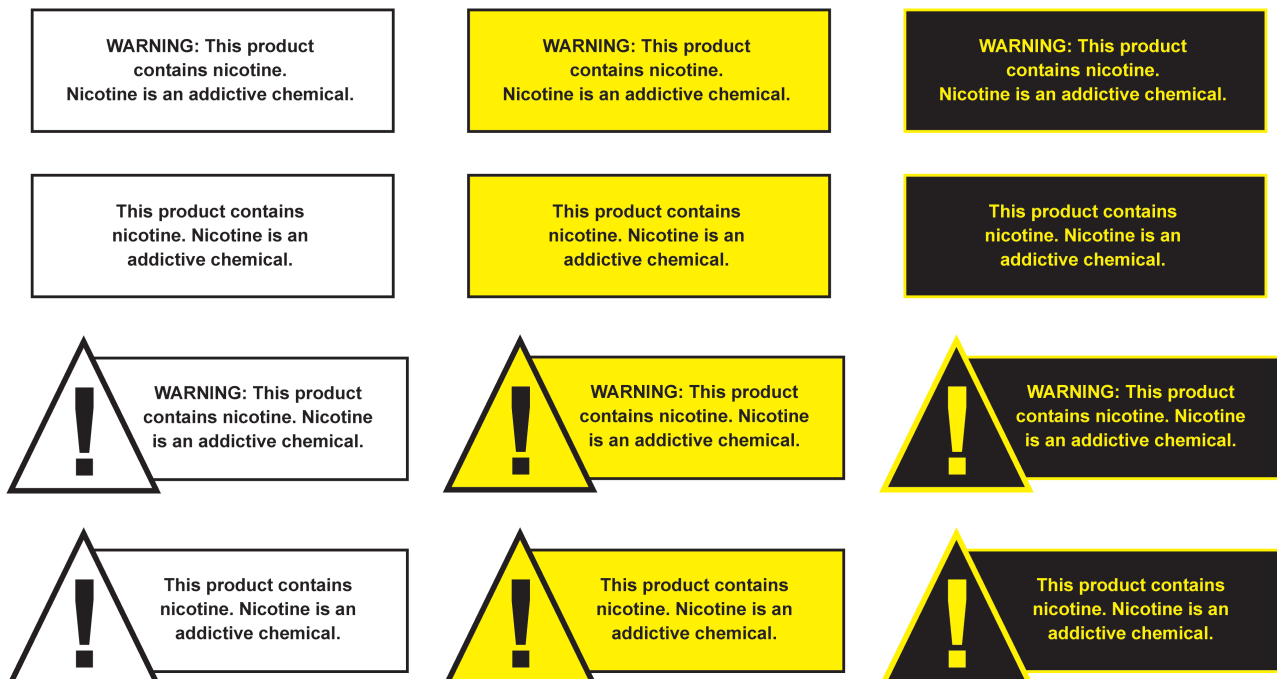 WARNING: This product
contains nicotine.
Nicotine is an addictive chemical.
WARNING: This product
contains nicotine.
Nicotine is an addictive chemical.
WARNING: This product
contains nicotine.
Nicotine is an addictive chemical.
This product contains
nicotine. Nicotine is an
addictive chemical.
This product contains
nicotine. Nicotine is an
addictive chemical.
This product contains
nicotine. Nicotine is an
addictive chemical.
!
WARNING: This product
contains nicotine. Nicotine
is an addictive chemical.
!
WARNING: This product
contains nicotine. Nicotine
is an addictive chemical.
!
WARNING: This product
contains nicotine. Nicotine
is an addictive chemical.
!
This product contains
nicotine. Nicotine is an
addictive chemical.
!
This product contains
nicotine. Nicotine is an
addictive chemical.
!
This product contains
nicotine. Nicotine is an
addictive chemical.